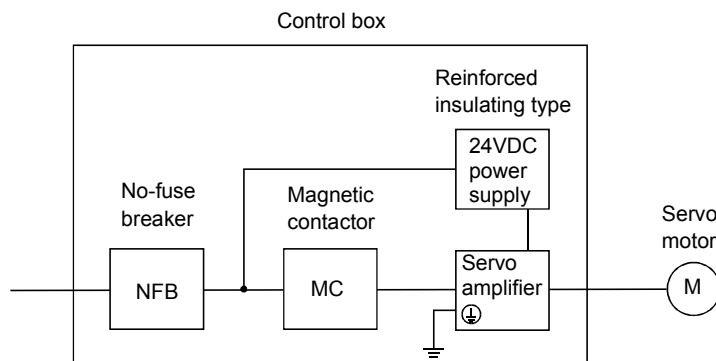 Control box
Reinforced
insulating type
24VDC
power
supply
No-fuse
breaker
Magnetic
contactor
Servo
motor
NFB
MC
Servo
amplifier
M